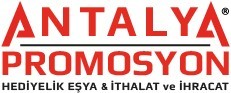 ANTALYA®
PROMOSYON
HEDİYELİK EŞYA & İTHALAT ve İHRACAT